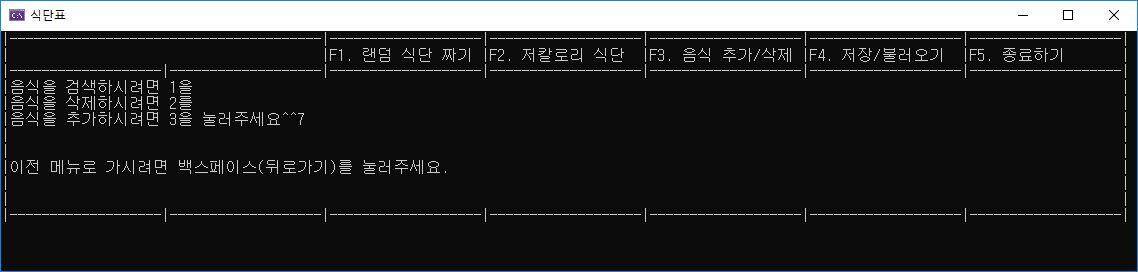 식단표
F1. 랜덤 식단 짜기 F2. 저칼로리 식단 F3. 음식 추가/삭제 F4. 저장/불러오기 F5. 종료하기
음식을 검색하시려면 1을
음식을 삭제하시려면 2를
음식을 추가하시려면 3을 눌러주세요^^7
이전 메뉴로 가시려면 백스페이스(뒤로가기)를 눌러주세요.